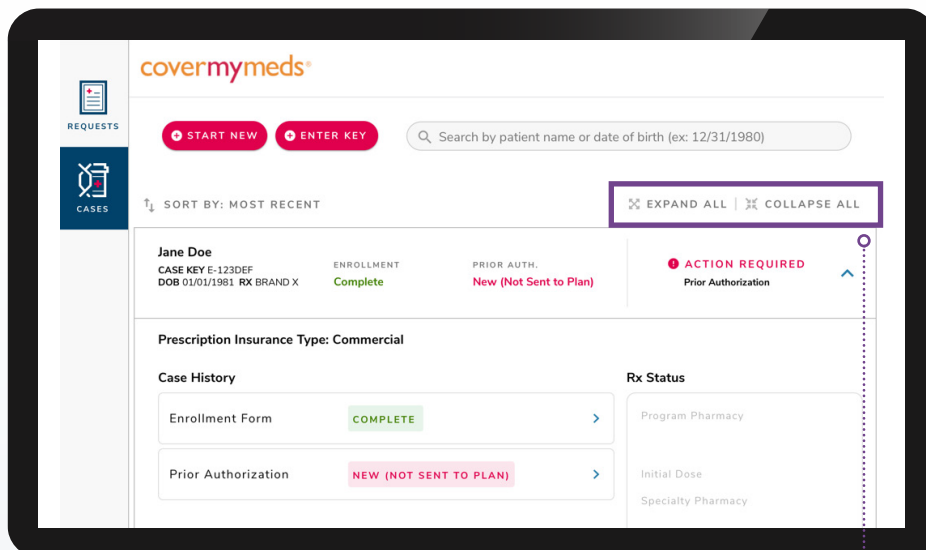 covermymeds®
REQUESTS
START NEW
ENTER KEY
Search by patient name or date of birth (ex: 12/31/1980)
CASES
SORT BY: MOST RECENT
EXPAND ALL | COLLAPSE ALL
Jane Doe
CASE KEY E-123DEF
DOB 01/01/1981 RX BRAND X
ENROLLMENT
Complete
PRIOR AUTH.
New (Not Sent to Plan)
ACTION REQUIRED
Prior Authorization
Prescription Insurance Type: Commercial
Case History
Rx Status
Enrollment Form COMPLETE
Program Pharmacy
Prior Authorization NEW (NOT SENT TO PLAN)
Initial Dose
Specialty Pharmacy